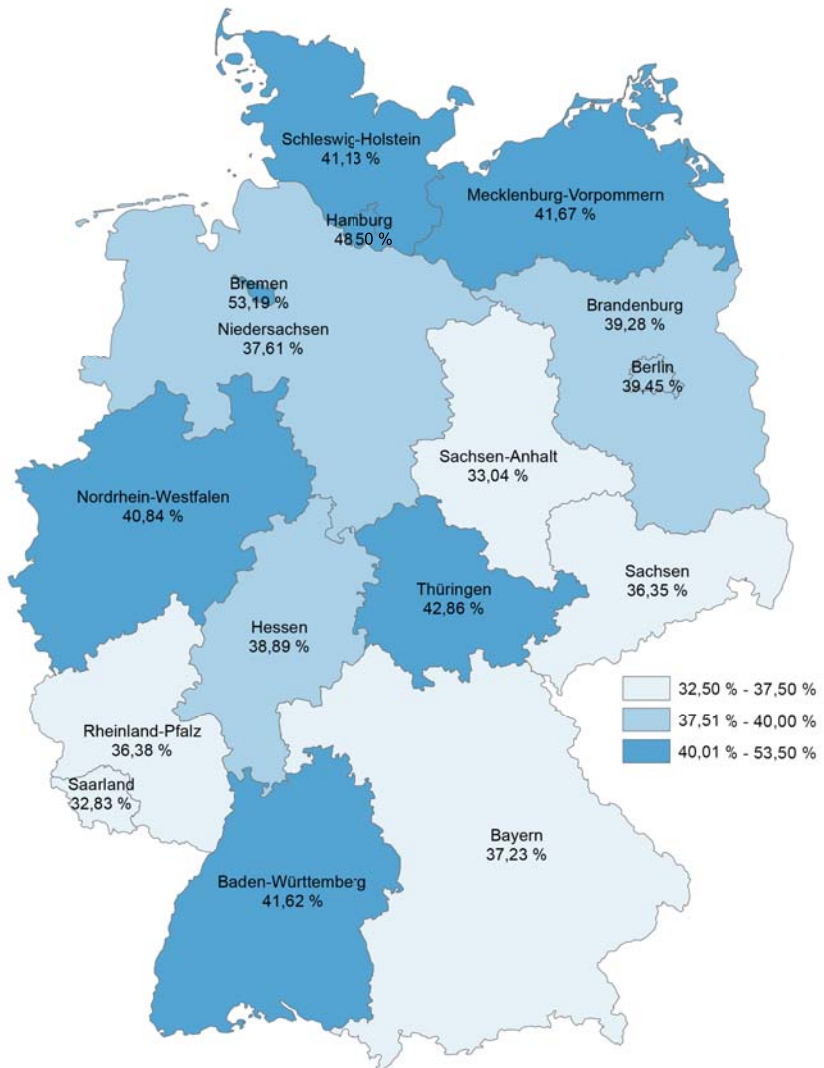 Schleswig-Holstein
41,13 %
Mecklenburg-Vorpommern
41,67 %
Hamburg
48,50 %
Bremen
53,19 %
Niedersachsen
37,61 %
Brandenburg
39,28 %
Berlin
39,45 %
Sachsen-Anhalt
33,04 %
Nordrhein-Westfalen
40,84 %
Sachsen
36,35 %
Thüringen
42,86 %
Hessen
38,89 %
32,50 % - 37,50 %
37,51 % - 40,00 %
40,01 % - 53,50 %
Rheinland-Pfalz
36,38 %
Saarland
32,83 %
Bayern
37,23 %
Baden-Württemberg
41,62 %